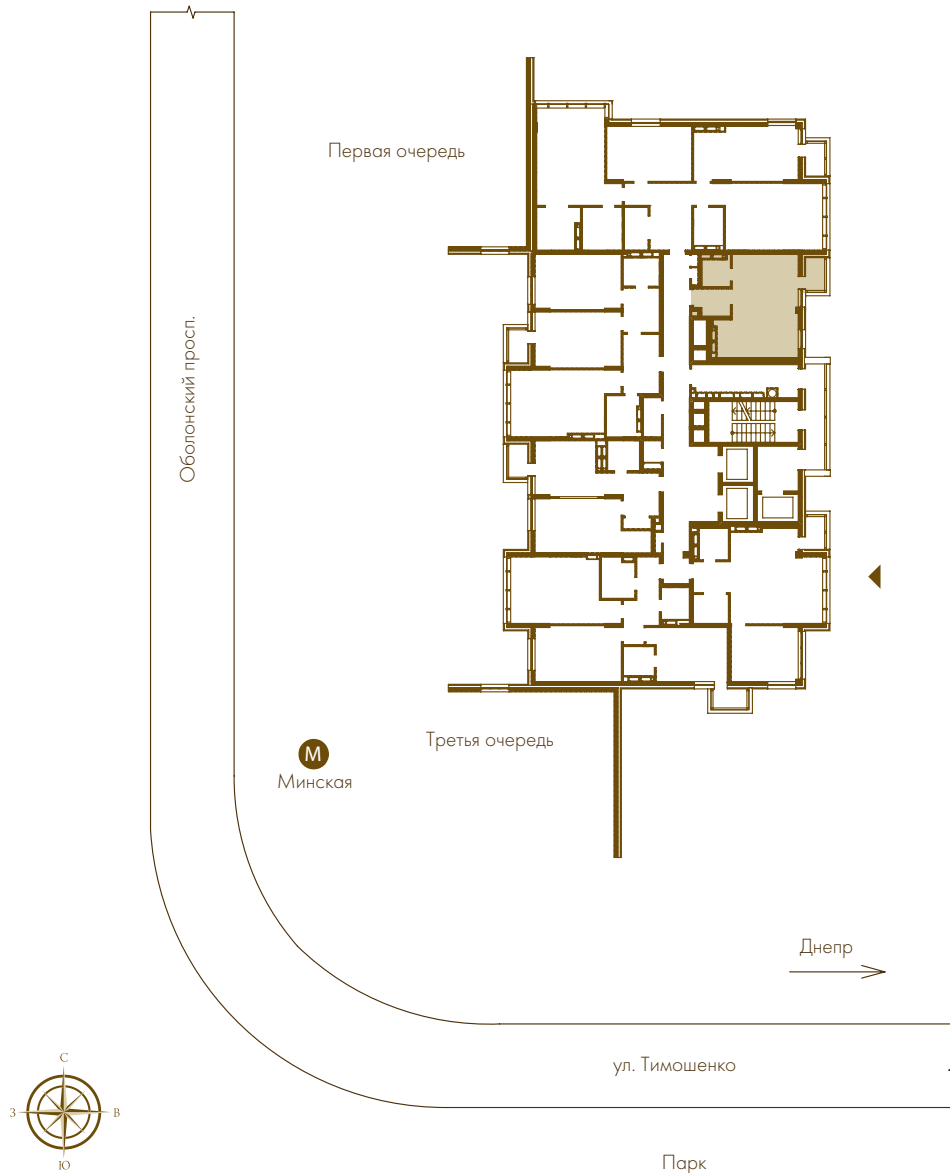 Первая очередь
Оболонский просп.
Третья очередь
М
Минская
Днепр
ул. Тимошенко
С
З
В
Ю
Парк